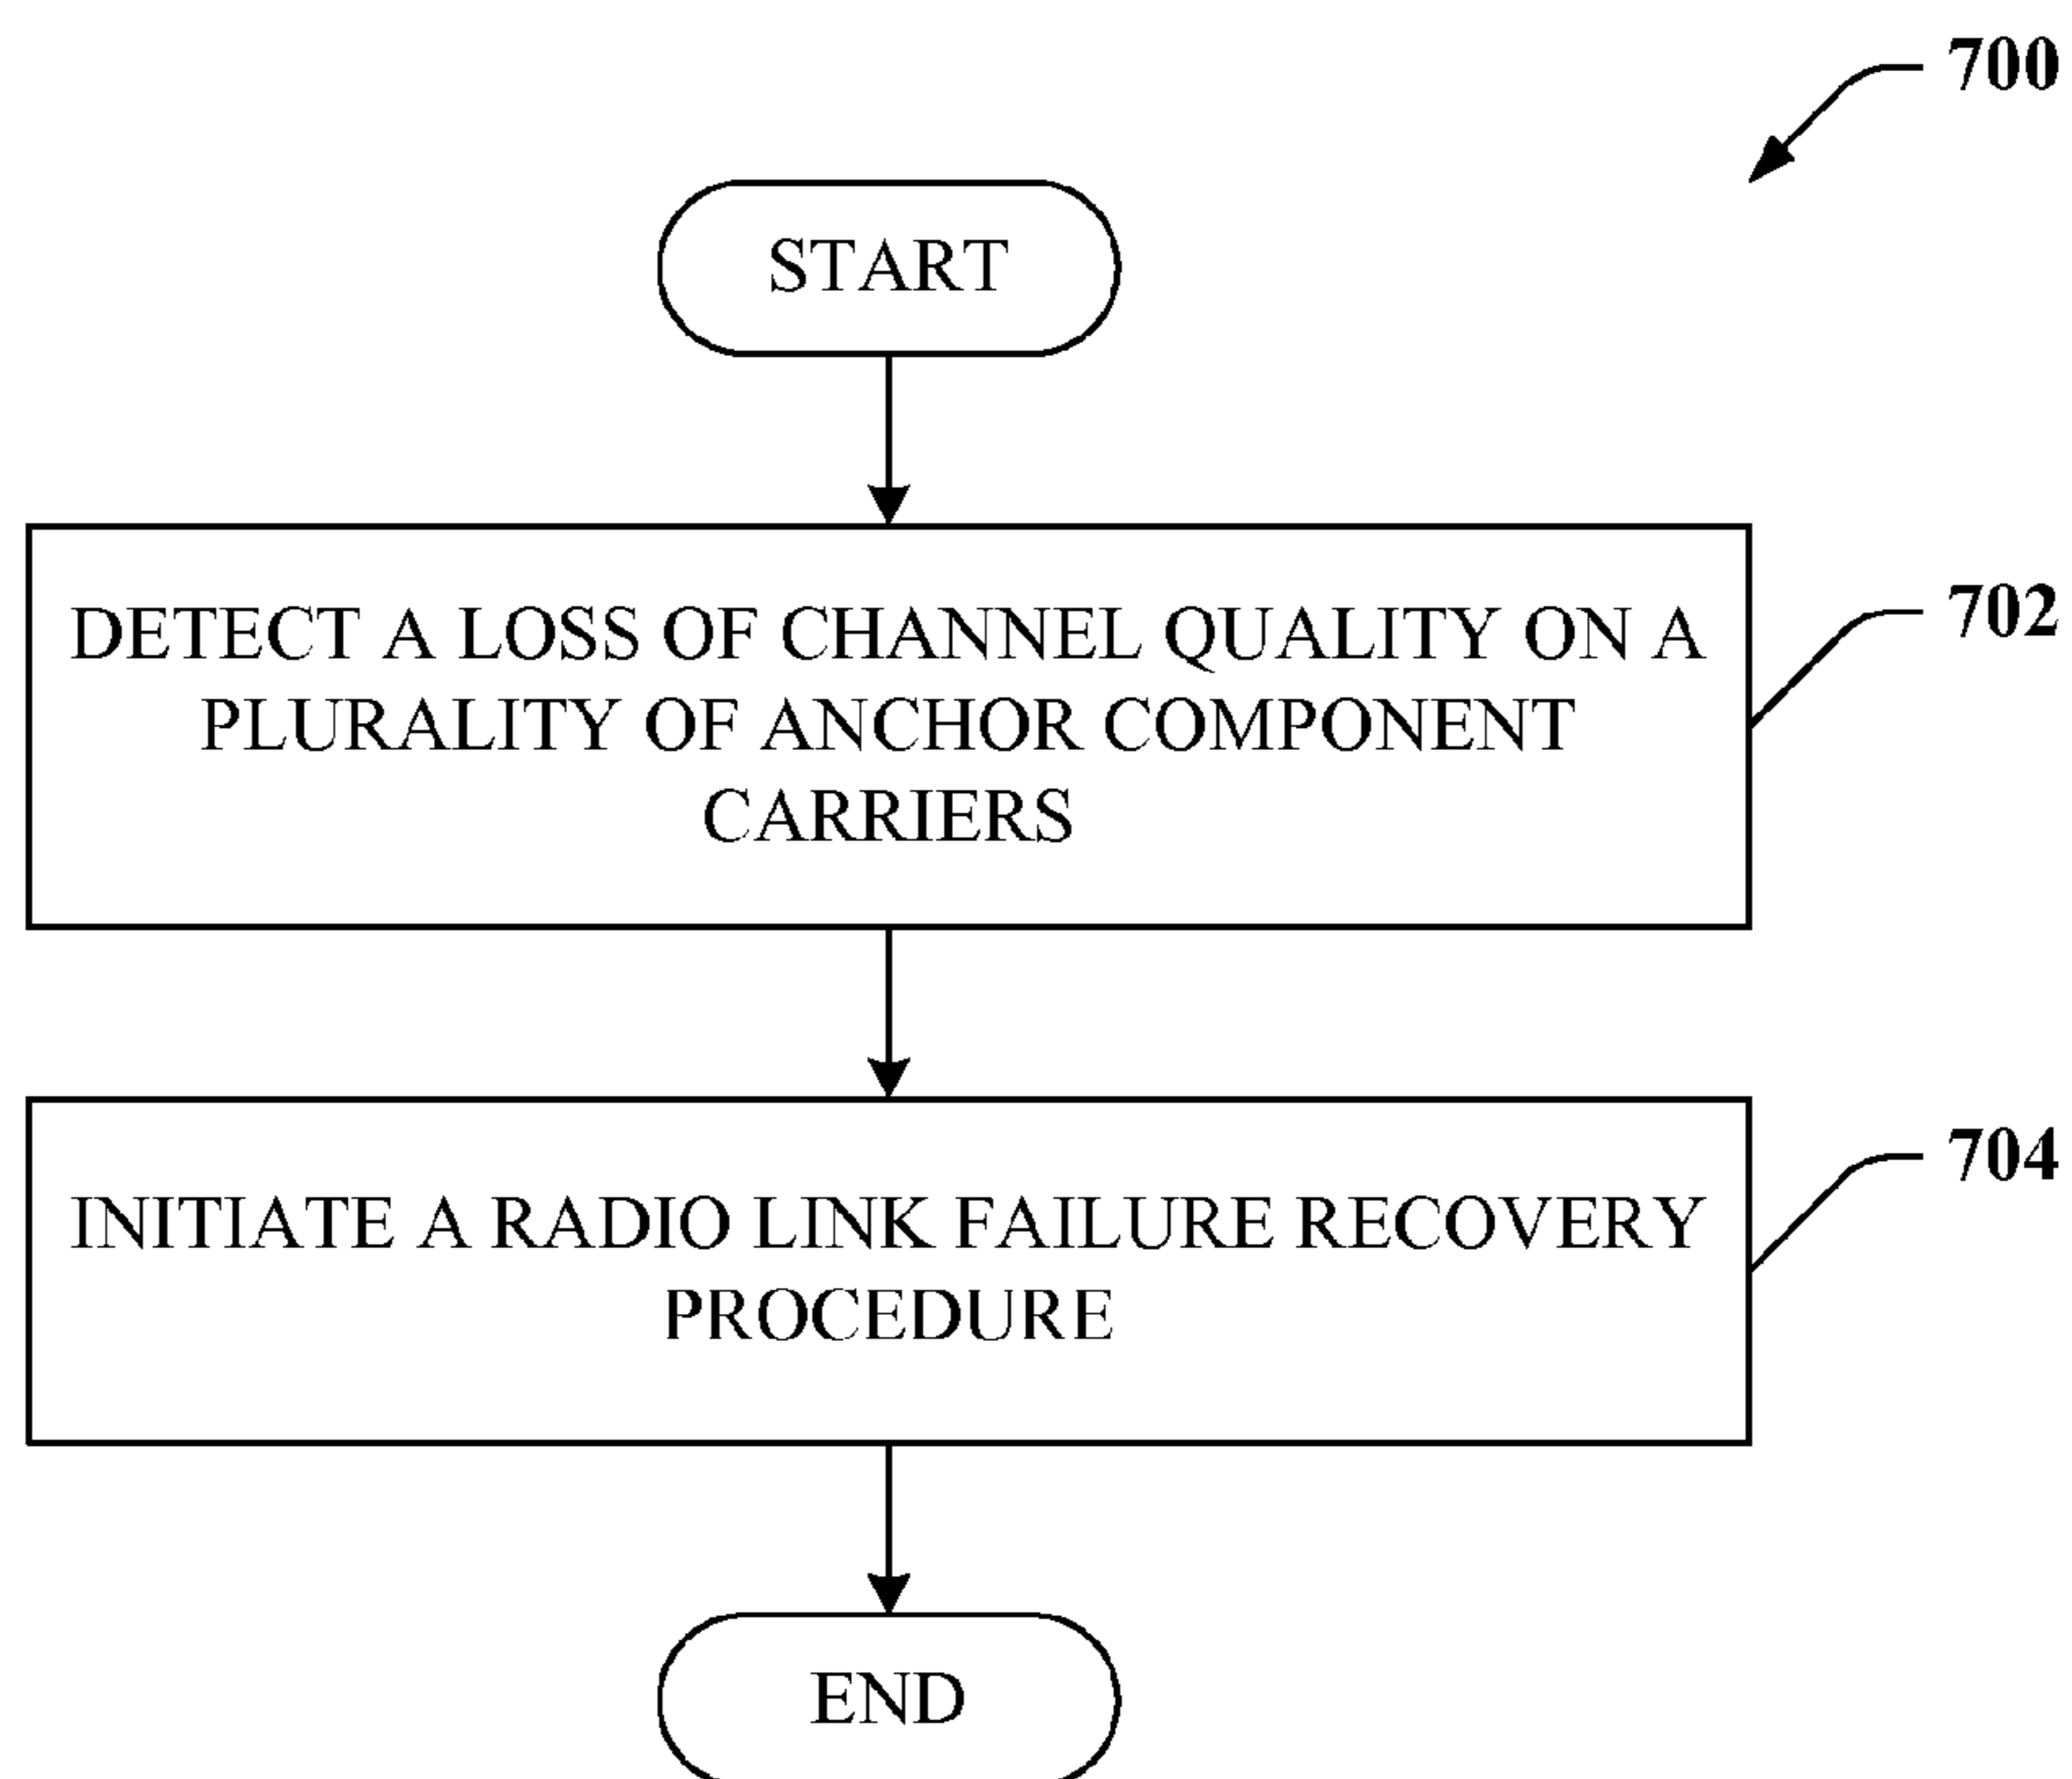 700
START
DETECT A LOSS OF CHANNEL QUALITY ON A
PLURALITY OF ANCHOR COMPONENT
CARRIERS
702
INITIATE A RADIO LINK FAILURE RECOVERY
PROCEDURE
704
END